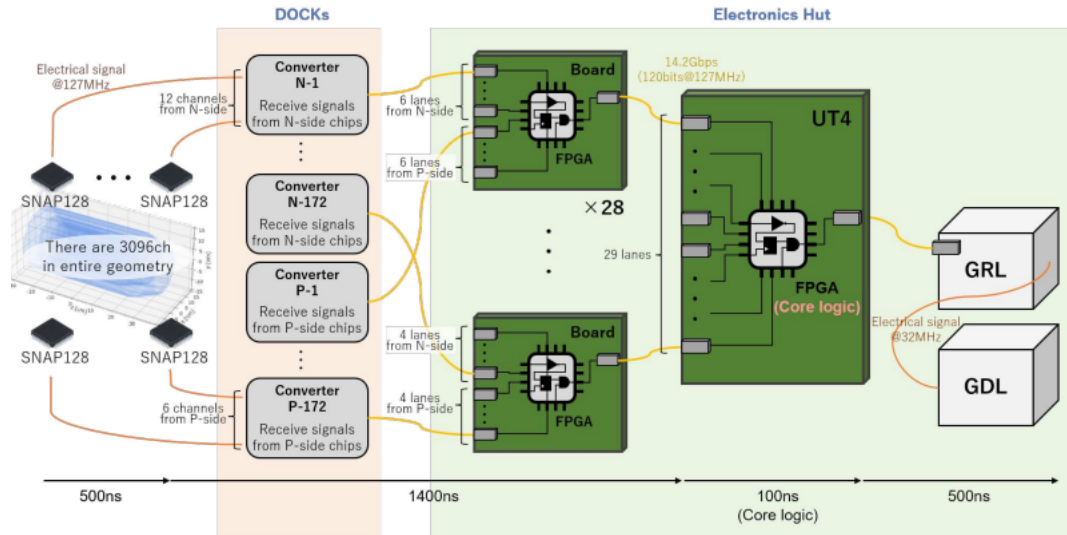 DOCKs
Electronics Hut
Electrical signal
@127MHz
12 channels
from N-side
Converter
N-1
Receive signals
from N-side chips
6 lanes
from N-side
6 lanes
from P-side
Board
FPGA
×28
14.2Gbps
(120bits@127MHz)
UT4
SNAP128
SNAP128
There are 3096ch
in entire geometry
Converter
N-172
Receive signals
from N-side chips
Converter
P-1
Receive signals
from P-side chips
29 lanes
FPGA
(Core logic)
GRL
Electrical signal
@32MHz
GDL
SNAP128
SNAP128
6 channels
from P-side
Converter
P-172
Receive signals
from P-side chips
4 lanes
from N-side
4 lanes
from P-side
Board
FPGA
500ns
1400ns
100ns
(Core logic)
500ns